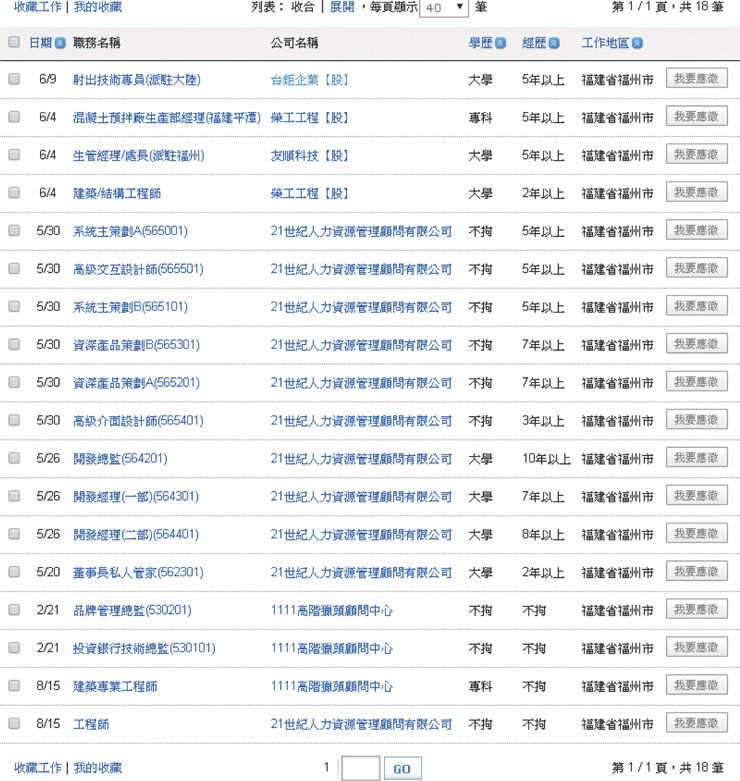 收藏工作 | 我的收藏 列表： 收合 | 展開 ，每頁顯示 40 筆 第 1 / 1 頁，共 18 筆
日期 職務名稱 公司名稱 學歷 經歷 工作地區
6/9 射出技術專員(派駐大陸) 台鉅企業【股】 大學 5年以上 福建省福州市 我要應徵
6/4 混凝土預拌廠生產部經理(福建平潭) 榮工工程【股】 專科 5年以上 福建省福州市 我要應徵
6/4 生管經理/處長(派駐福州) 友順科技【股】 大學 5年以上 福建省福州市 我要應徵
6/4 建築/結構工程師 榮工工程【股】 大學 2年以上 福建省福州市 我要應徵
5/30 系統主策劃A(565001) 21世紀人力資源管理顧問有限公司 不拘 5年以上 福建省福州市 我要應徵
5/30 高級交互設計師(565501) 21世紀人力資源管理顧問有限公司 不拘 5年以上 福建省福州市 我要應徵
5/30 系統主策劃B(565101) 21世紀人力資源管理顧問有限公司 不拘 5年以上 福建省福州市 我要應徵
5/30 資深產品策劃B(565301) 21世紀人力資源管理顧問有限公司 不拘 7年以上 福建省福州市 我要應徵
5/30 資深產品策劃A(565201) 21世紀人力資源管理顧問有限公司 不拘 7年以上 福建省福州市 我要應徵
5/30 高級介面設計師(565401) 21世紀人力資源管理顧問有限公司 不拘 3年以上 福建省福州市 我要應徵
5/26 開發總監(564201) 21世紀人力資源管理顧問有限公司 大學 10年以上 福建省福州市 我要應徵
5/26 開發經理(一部)(564301) 21世紀人力資源管理顧問有限公司 大學 7年以上 福建省福州市 我要應徵
5/26 開發經理(二部)(564401) 21世紀人力資源管理顧問有限公司 大學 8年以上 福建省福州市 我要應徵
5/20 董事長私人管家(562301) 21世紀人力資源管理顧問有限公司 大學 2年以上 福建省福州市 我要應徵
2/21 品牌管理總監(530201) 1111高階獵頭顧問中心 不拘 不拘 福建省福州市 我要應徵
2/21 投資銀行技術總監(530101) 1111高階獵頭顧問中心 不拘 不拘 福建省福州市 我要應徵
8/15 建築專業工程師 1111高階獵頭顧問中心 專科 不拘 福建省福州市 我要應徵
8/15 工程師 21世紀人力資源管理顧問有限公司 不拘 不拘 福建省福州市 我要應徵
收藏工作 | 我的收藏 1 GO 第 1 / 1 頁，共 18 筆